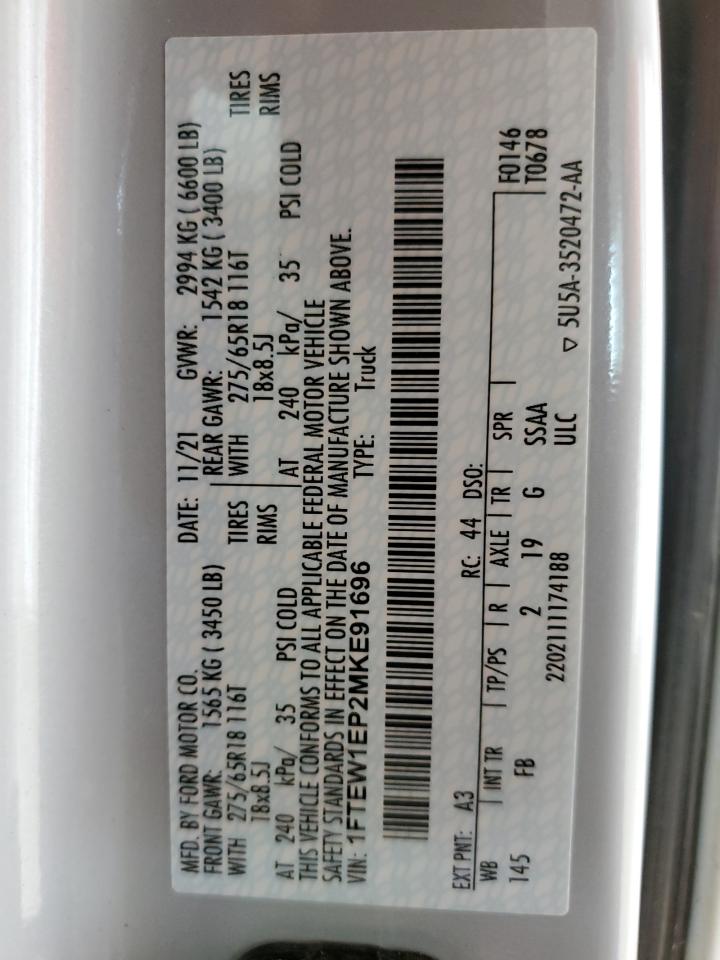 MFD. BY FORD MOTOR CO. DATE: 11/21 GVWR: 2994 KG ( 6600 LB)
FRONT GAWR: 1565 KG ( 3450 LB) REAR GAWR: 1542 KG ( 3400 LB)
WITH 275/65R18 116T TIRES WITH 275/65R18 116T TIRES
18x8.5J RIMS 18x8.5J RIMS
AT 240 kPa/ 35 PSI COLD AT 240 kPa/ 35 PSI COLD
THIS VEHICLE CONFORMS TO ALL APPLICABLE FEDERAL MOTOR VEHICLE
SAFETY STANDARDS IN EFFECT ON THE DATE OF MANUFACTURE SHOWN ABOVE.
VIN: 1FTEW1EP2MKE91696 TYPE: Truck
EXT PNT: A3 RC: 44 DSO:
WB INT TR TP/PS R AXLE TR SPR F0146
145 FB 2 19 G SSAA T0678
2202111174188 ULC ▽ 5U5A-3520472-AA